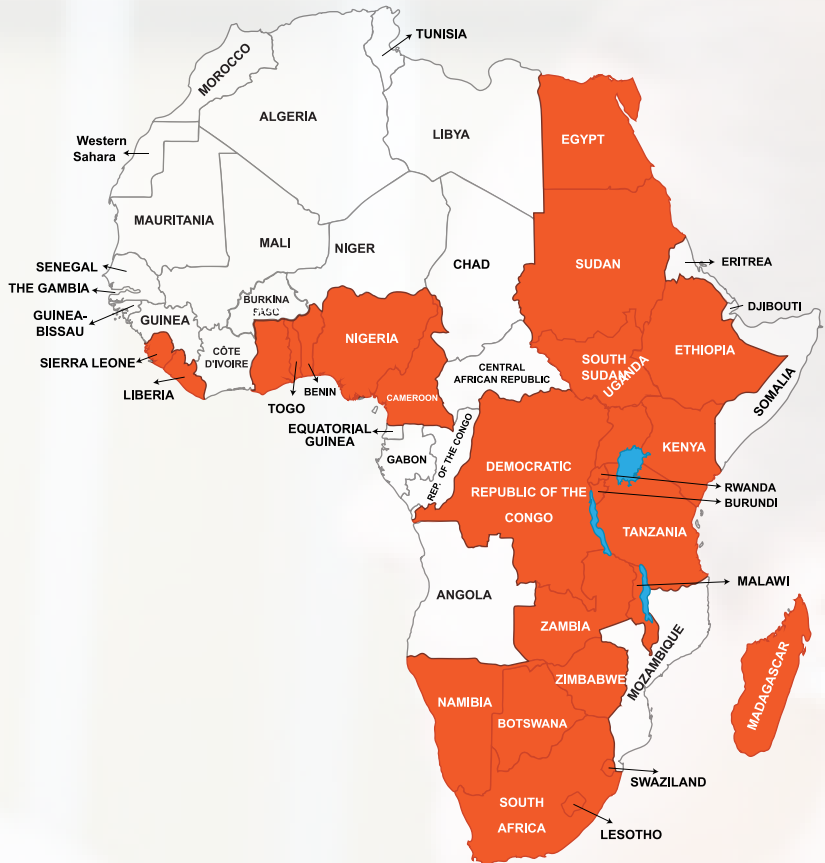 TUNISIA
MOROCCO
ALGERIA
LIBYA
EGYPT
Western
Sahara
MAURITANIA
MALI
NIGER
CHAD
SUDAN
ERITREA
SENEGAL
THE GAMBIA
GUINEA-
BISSAU
GUINEA
BURKINA
FASO
NIGERIA
DJIBOUTI
SIERRA LEONE
CÔTE
D'IVOIRE
LIBERIA
TOGO
BENIN
CAMEROON
CENTRAL
AFRICAN REPUBLIC
SOUTH
SUDAN
UGANDA
ETHIOPIA
SOMALIA
EQUATORIAL
GUINEA
GABON
REP. OF THE CONGO
DEMOCRATIC
REPUBLIC OF THE
CONGO
KENYA
RWANDA
BURUNDI
TANZANIA
MALAWI
ANGOLA
ZAMBIA
MOZAMBIQUE
MADAGASCAR
ZIMBABWE
NAMIBIA
BOTSWANA
SWAZILAND
SOUTH
AFRICA
LESOTHO